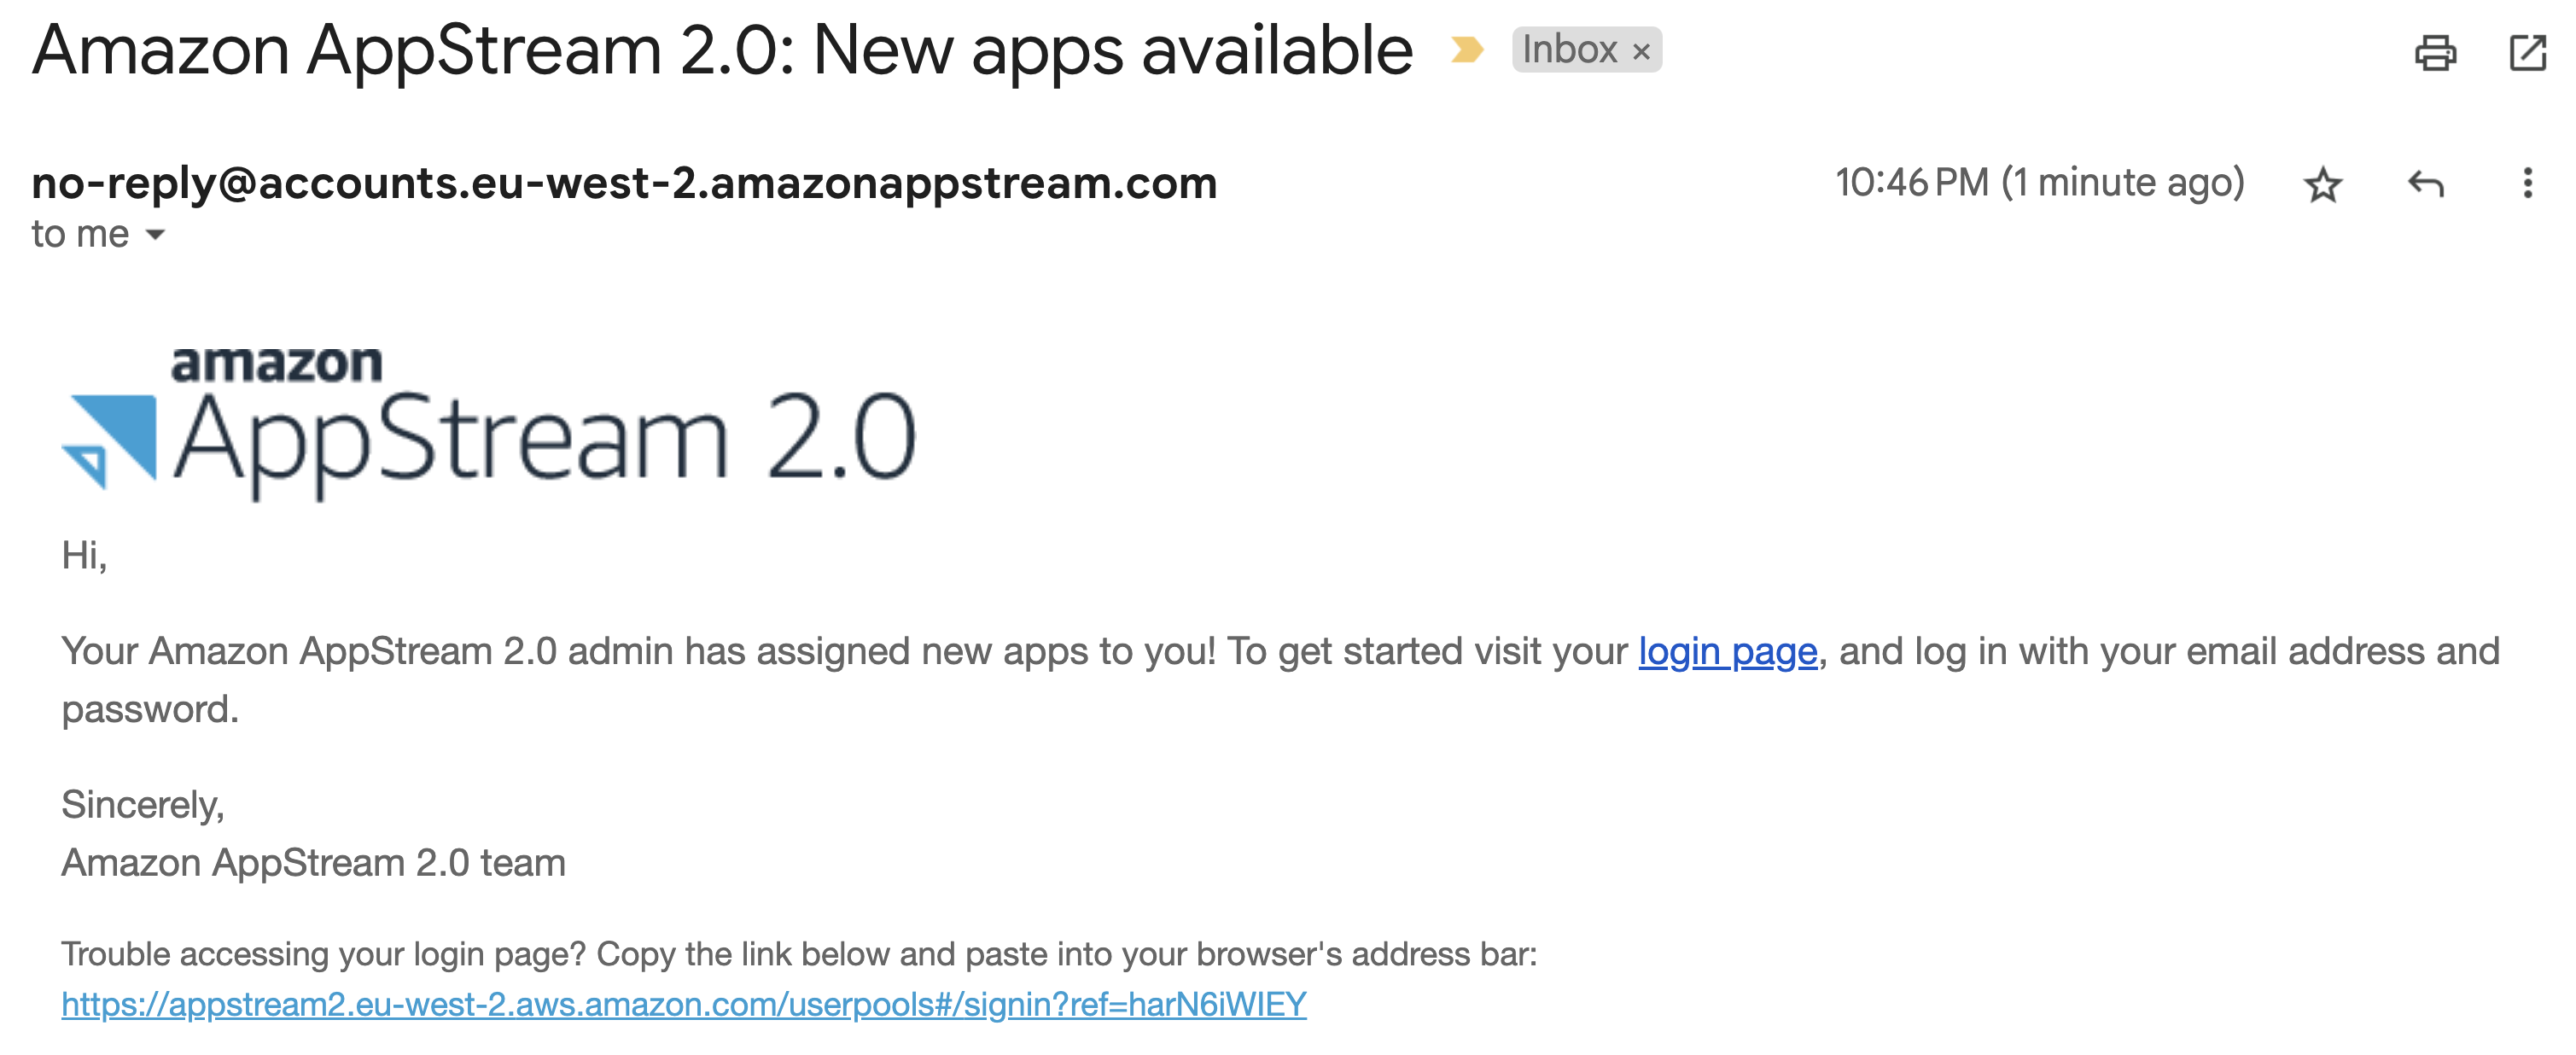 Amazon AppStream 2.0: New apps available Inbox ×
no-reply@accounts.eu-west-2.amazonappstream.com 10:46 PM (1 minute ago)
to me
amazon
AppStream 2.0
Hi,
Your Amazon AppStream 2.0 admin has assigned new apps to you! To get started visit your login page, and log in with your email address and
password.
Sincerely,
Amazon AppStream 2.0 team
Trouble accessing your login page? Copy the link below and paste into your browser's address bar:
https://appstream2.eu-west-2.aws.amazon.com/userpools#/signin?ref=harN6iWIEY